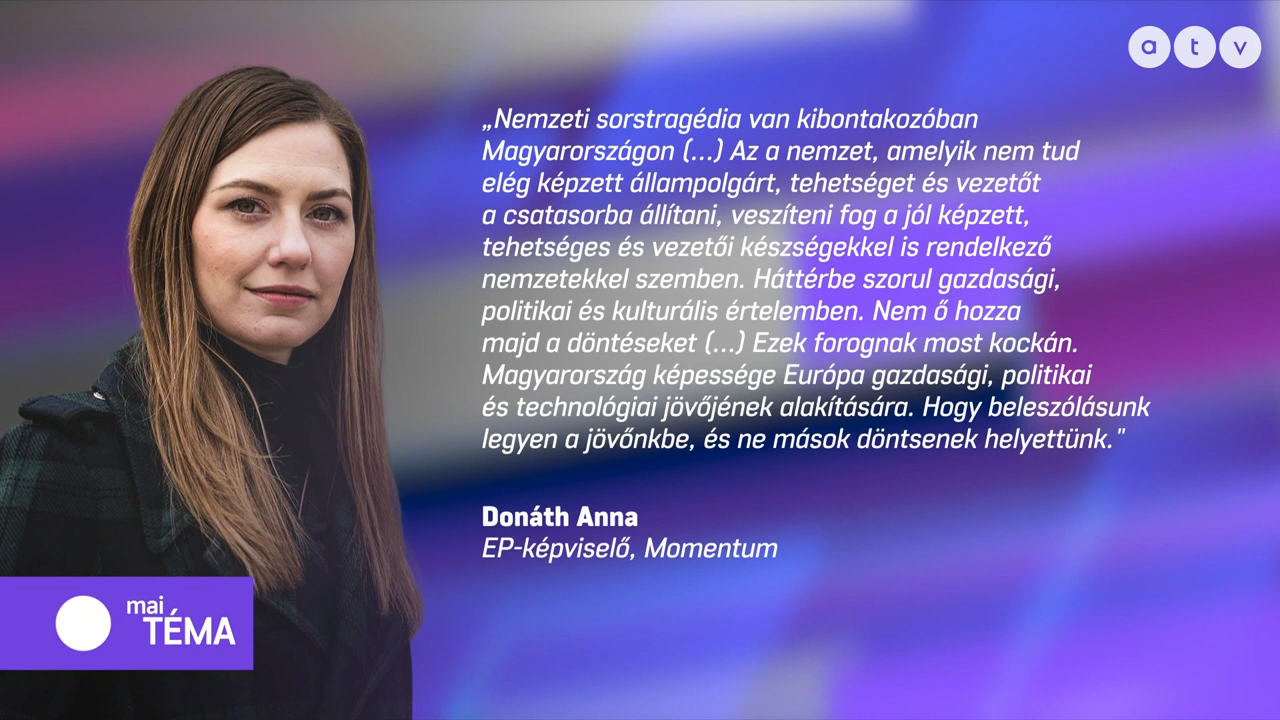 atv
„Nemzeti sorstragédia van kibontakozóban
Magyarországon (...) Az a nemzet, amelyik nem tud
elég képzett állampolgárt, tehetséget és vezetőt
a csatasorba állítani, veszíteni fog a jól képzett,
tehetséges és vezetői készségekkel is rendelkező
nemzetekkel szemben. Háttérbe szorul gazdasági,
politikai és kulturális értelemben. Nem ő hozza
majd a döntéseket (...) Ezek forognak most kockán.
Magyarország képessége Európa gazdasági, politikai
és technológiai jövőjének alakítására. Hogy beleszólásunk
legyen a jövőnkbe, és ne mások döntsenek helyettünk."
Donáth Anna
EP-képviselő, Momentum
mai
TÉMA